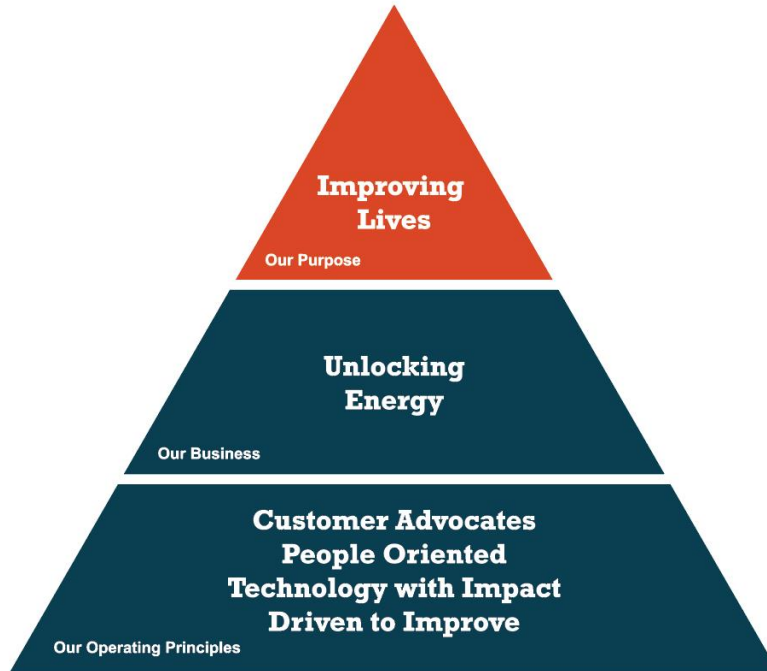 Improving
Lives
Our Purpose
Unlocking
Energy
Our Business
Customer Advocates
People Oriented
Technology with Impact
Driven to Improve
Our Operating Principles